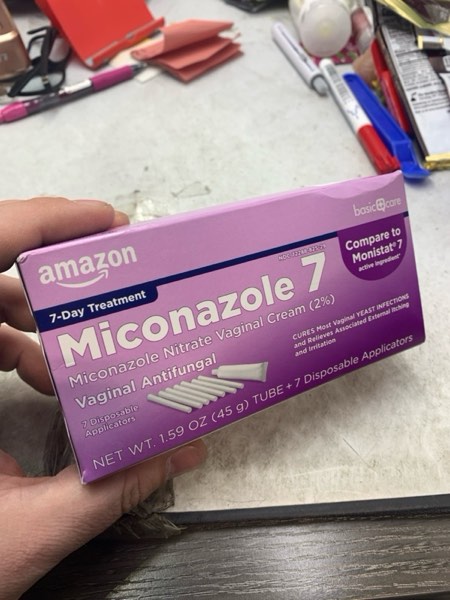 amazon
basic care
NDC
7-Day Treatment
Compare to
Monistat® 7
active ingredient*
Miconazole 7
Miconazole Nitrate Vaginal Cream (2%)
Vaginal Antifungal
CURES Most Vaginal YEAST INFECTIONS
and Relieves Associated External Itching
and Irritation
7 Disposable
Applicators
NET WT. 1.59 OZ (45 g) TUBE + 7 Disposable Applicators